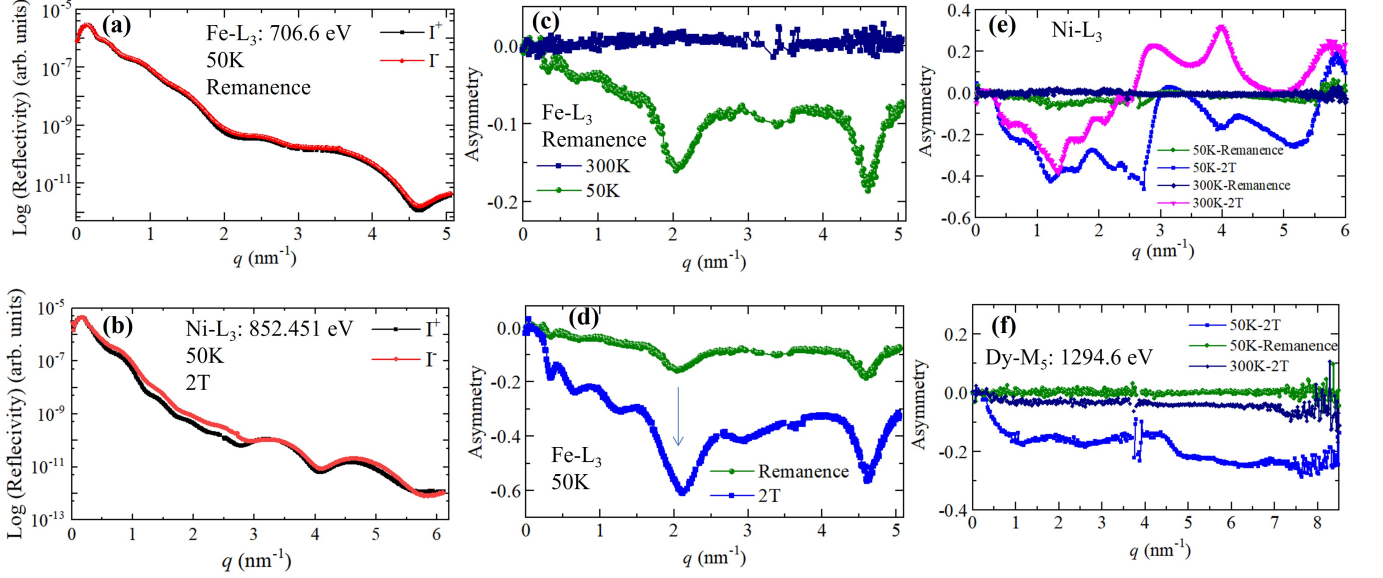 (a)
Fe-L₃: 706.6 eV
50K
Remanence
I⁺
I⁻
Log (Reflectivity) (arb. units)
10⁻⁵
10⁻⁷
10⁻⁹
10⁻¹¹
0 1 2 3 4 5
q (nm⁻¹)
(c)
Asymmetry
0.0
-0.1
-0.2
Fe-L₃
Remanence
300K
50K
0 1 2 3 4 5
q (nm⁻¹)
(e)
Ni-L₃
Asymmetry
0.4
0.2
0.0
-0.2
-0.4
-0.6
50K-Remanence
50K-2T
300K-Remanence
300K-2T
0 1 2 3 4 5 6
q (nm⁻¹)
(b)
Ni-L₃: 852.451 eV
50K
2T
I⁺
I⁻
Log (Reflectivity) (arb. units)
10⁻⁵
10⁻⁷
10⁻⁹
10⁻¹¹
10⁻¹³
0 1 2 3 4 5 6
q (nm⁻¹)
(d)
Asymmetry
0.0
-0.2
-0.4
-0.6
Fe-L₃
50K
Remanence
2T
0 1 2 3 4 5
q (nm⁻¹)
(f)
Dy-M₅: 1294.6 eV
Asymmetry
0.2
0.0
-0.2
-0.4
50K-2T
50K-Remanence
300K-2T
0 1 2 3 4 5 6 7 8
q (nm⁻¹)